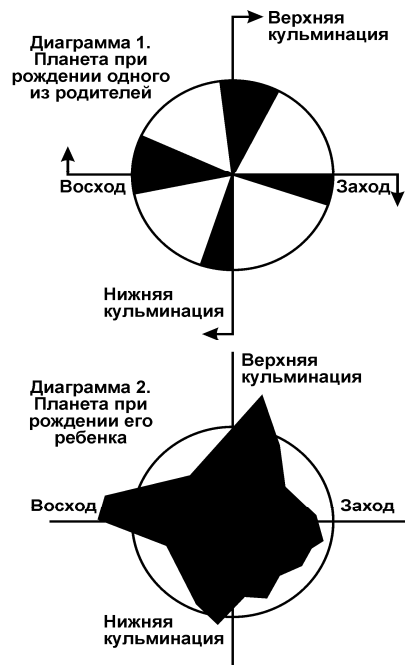 Верхняя
кульминация
Диаграмма 1.
Планета при
рождении одного
из родителей
Восход
Заход
Нижняя
кульминация
Верхняя
кульминация
Диаграмма 2.
Планета при
рождении его
ребенка
Восход
Заход
Нижняя
кульминация